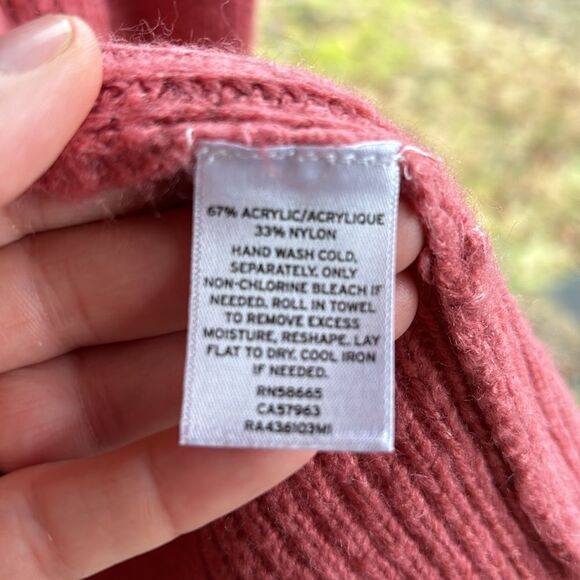 67% ACRYLIC/ACRYLIQUE
33% NYLON
HAND WASH COLD,
SEPARATELY. ONLY
NON-CHLORINE BLEACH IF
NEEDED. ROLL IN TOWEL
TO REMOVE EXCESS
MOISTURE, RESHAPE. LAY
FLAT TO DRY. COOL IRON
IF NEEDED.
RN58665
CA57963
RA436103MI